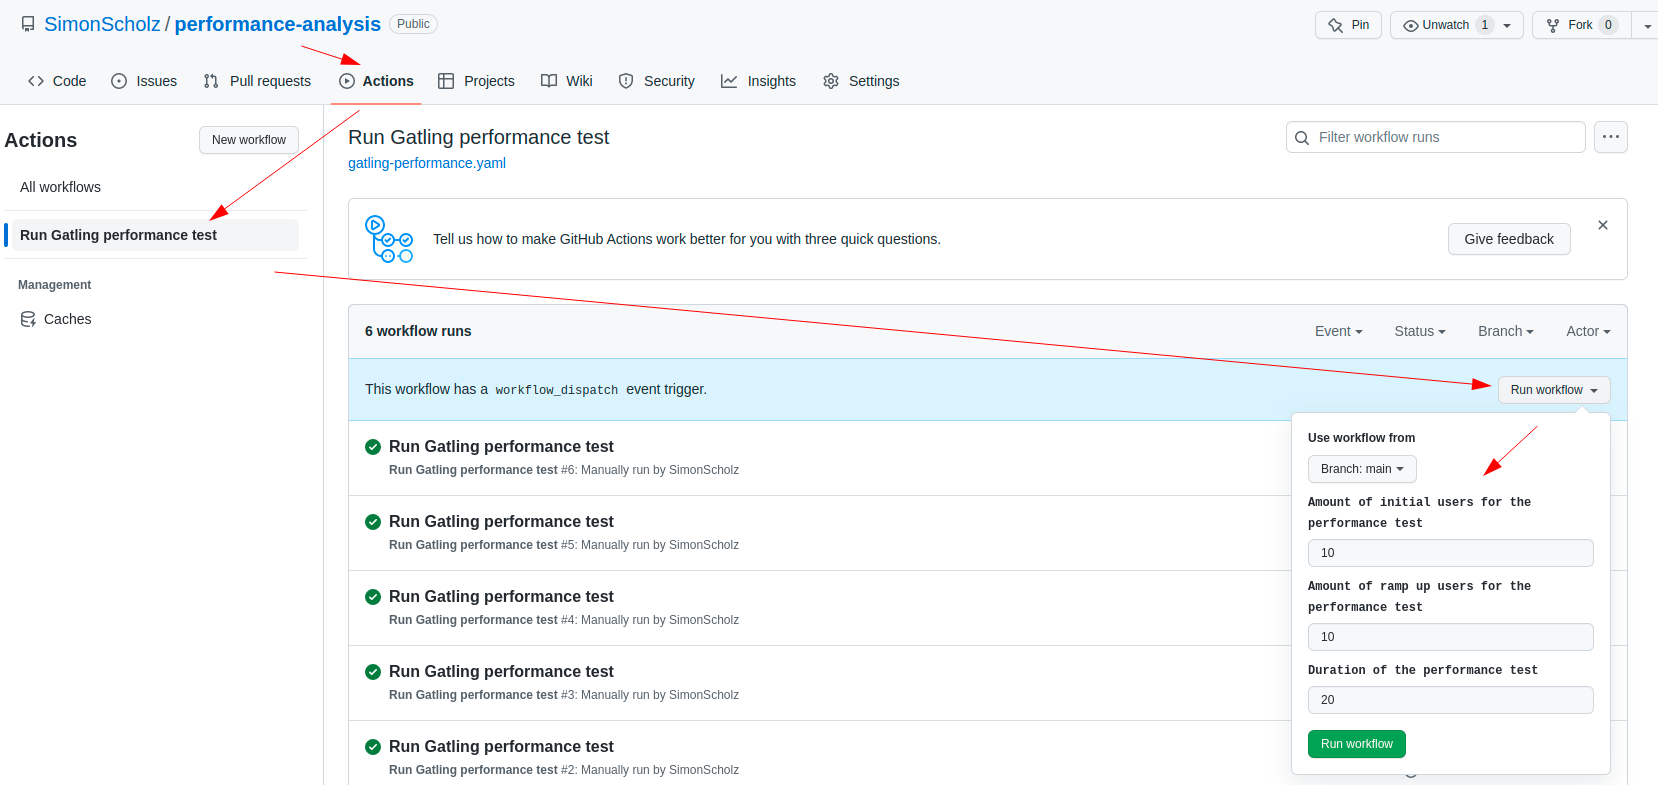 SimonScholz / performance-analysis Public
Pin
Unwatch 1
Fork 0
Code
Issues
Pull requests
Actions
Projects
Wiki
Security
Insights
Settings
Actions
New workflow
All workflows
Run Gatling performance test
Management
Caches
Run Gatling performance test
gatling-performance.yaml
Filter workflow runs
Tell us how to make GitHub Actions work better for you with three quick questions.
Give feedback
6 workflow runs
Event
Status
Branch
Actor
This workflow has a workflow_dispatch event trigger.
Run workflow
Run Gatling performance test
Run Gatling performance test #6: Manually run by SimonScholz
Run Gatling performance test
Run Gatling performance test #5: Manually run by SimonScholz
Run Gatling performance test
Run Gatling performance test #4: Manually run by SimonScholz
Run Gatling performance test
Run Gatling performance test #3: Manually run by SimonScholz
Run Gatling performance test
Run Gatling performance test #2: Manually run by SimonScholz
Use workflow from
Branch: main
Amount of initial users for the
performance test
10
Amount of ramp up users for the
performance test
10
Duration of the performance test
20
Run workflow